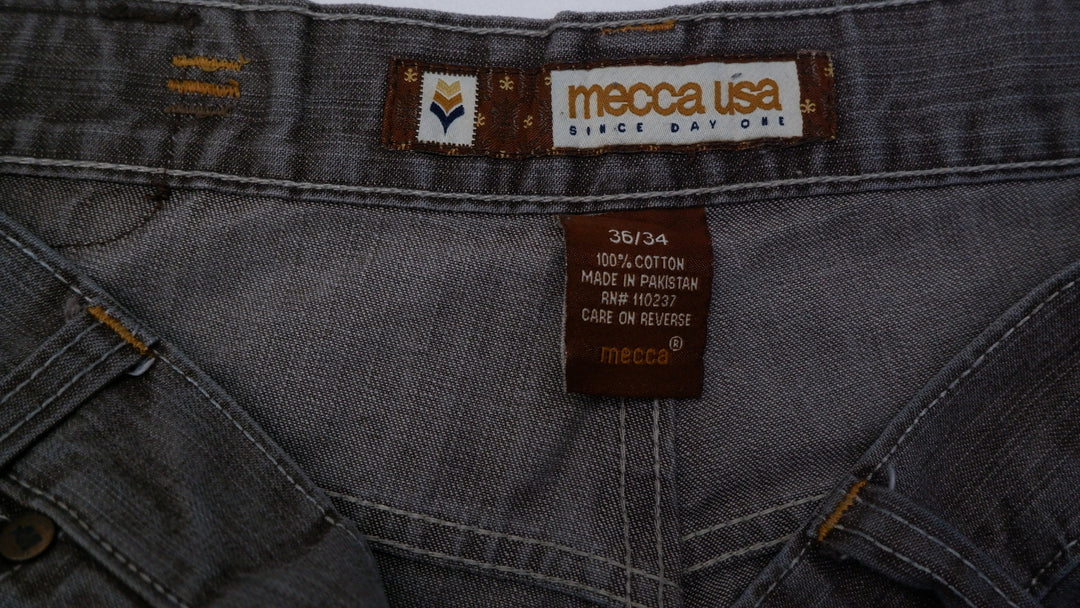 mecca usa
SINCE DAY ONE
36/34
100% COTTON
MADE IN PAKISTAN
RN# 110237
CARE ON REVERSE
mecca®